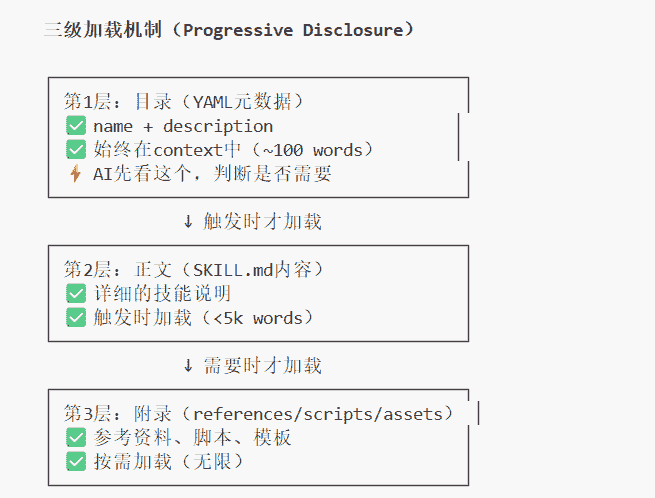 三级加载机制（Progressive Disclosure）
第1层：目录（YAML元数据）
✅ name + description
✅ 始终在context中（~100 words）
⚡ AI先看这个，判断是否需要
↓ 触发时才加载
第2层：正文（SKILL.md内容）
✅ 详细的技能说明
✅ 触发时加载（<5k words）
↓ 需要时才加载
第3层：附录（references/scripts/assets）
✅ 参考资料、脚本、模板
✅ 按需加载（无限）